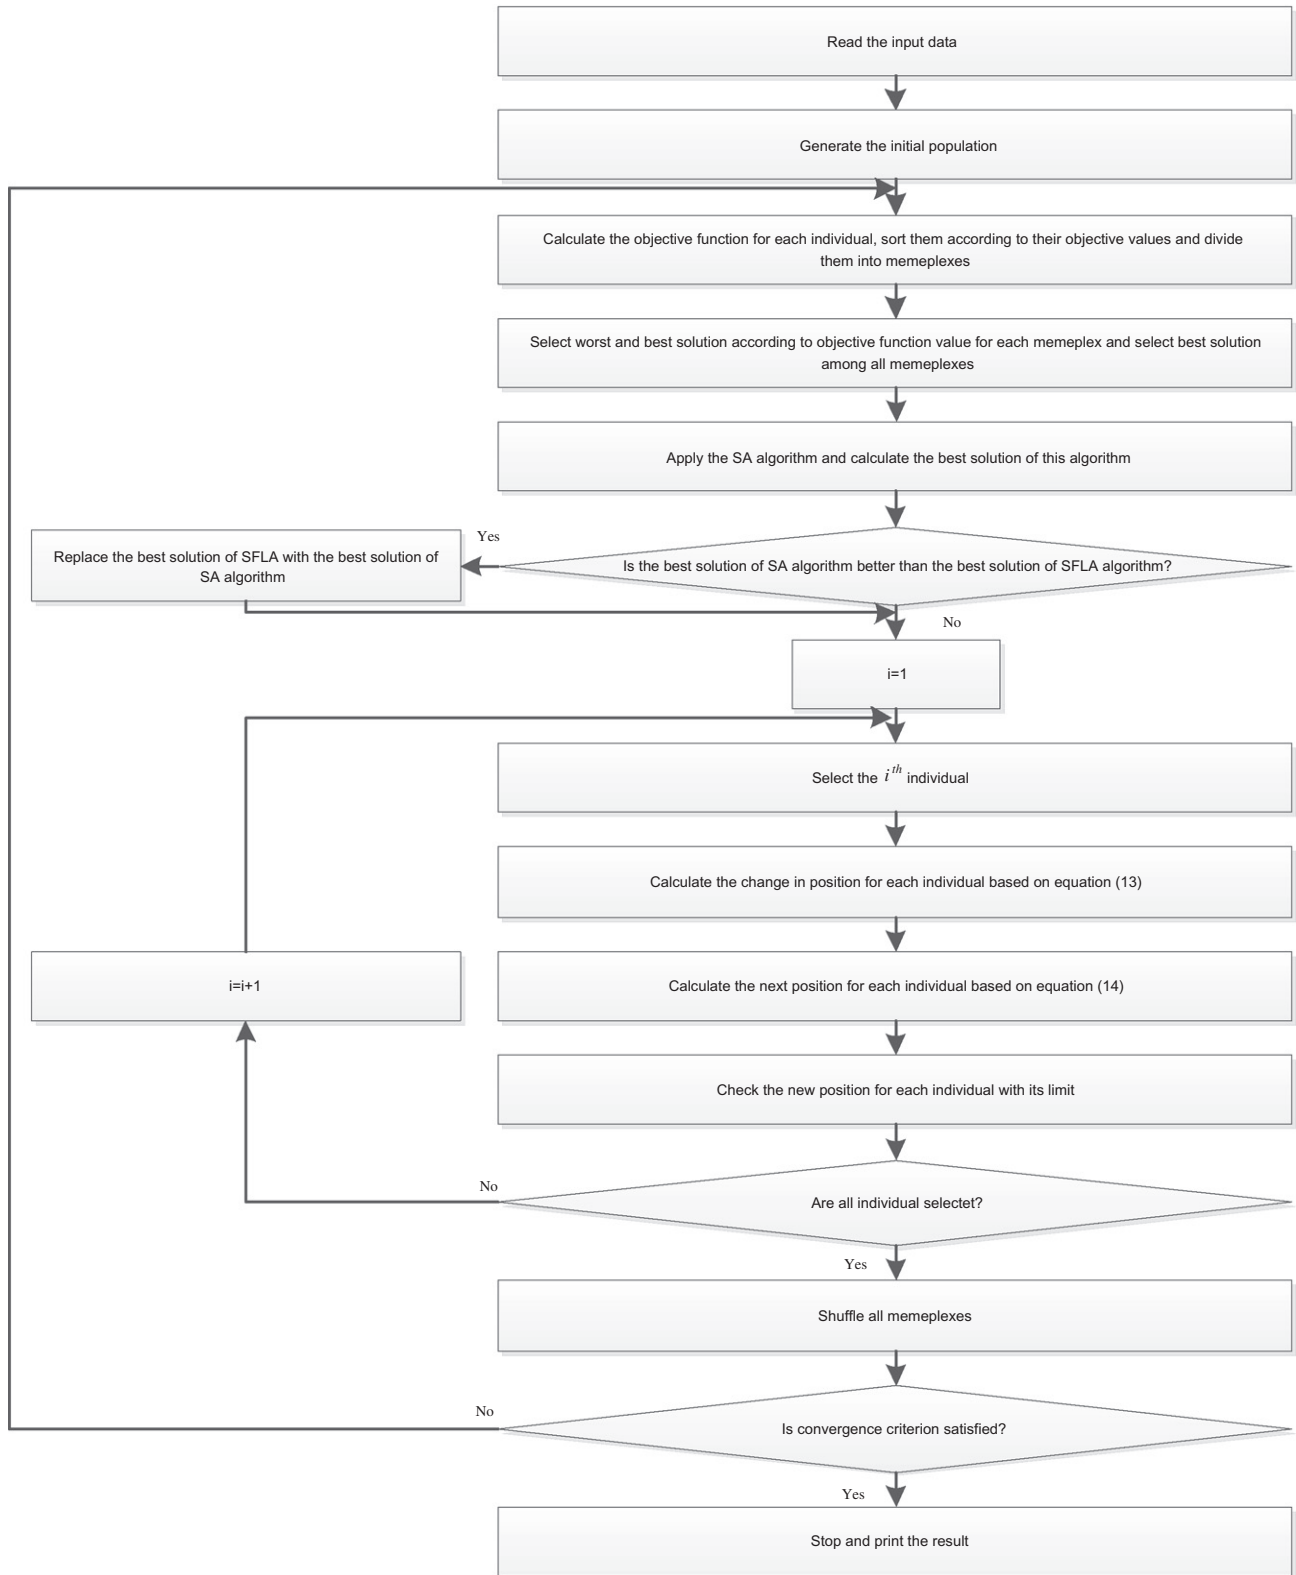 Read the input data
Generate the initial population
Calculate the objective function for each individual, sort them according to their objective values and divide
them into memeplexes
Select worst and best solution according to objective function value for each memeplex and select best solution
among all memeplexes
Apply the SA algorithm and calculate the best solution of this algorithm
Yes
Replace the best solution of SFLA with the best solution of
SA algorithm
Is the best solution of SA algorithm better than the best solution of SFLA algorithm?
No
i=1
Select the i^th individual
Calculate the change in position for each individual based on equation (13)
i=i+1
Calculate the next position for each individual based on equation (14)
Check the new position for each individual with its limit
No
Are all individual selectet?
Yes
Shuffle all memeplexes
No
Is convergence criterion satisfied?
Yes
Stop and print the result